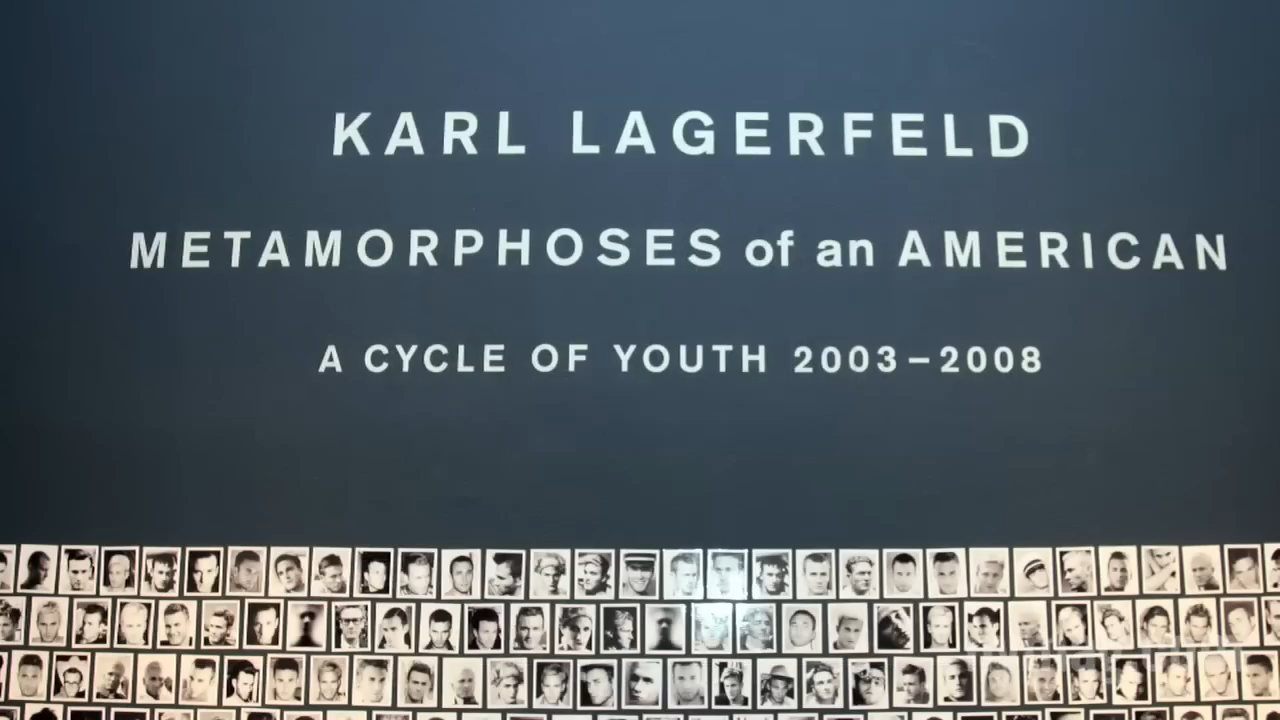 KARL LAGERFELD
METAMORPHOSES of an AMERICAN
A CYCLE OF YOUTH 2003–2008